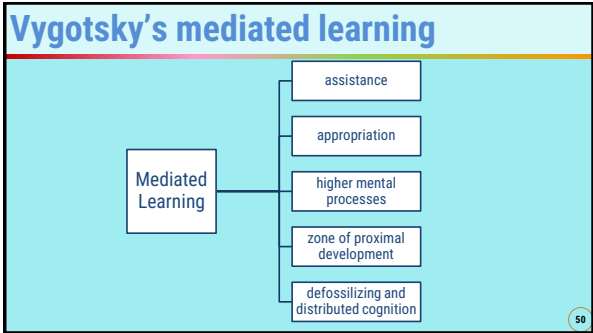 Vygotsky’s mediated learning
Mediated
Learning
assistance
appropriation
higher mental
processes
zone of proximal
development
defossilizing and
distributed cognition
50